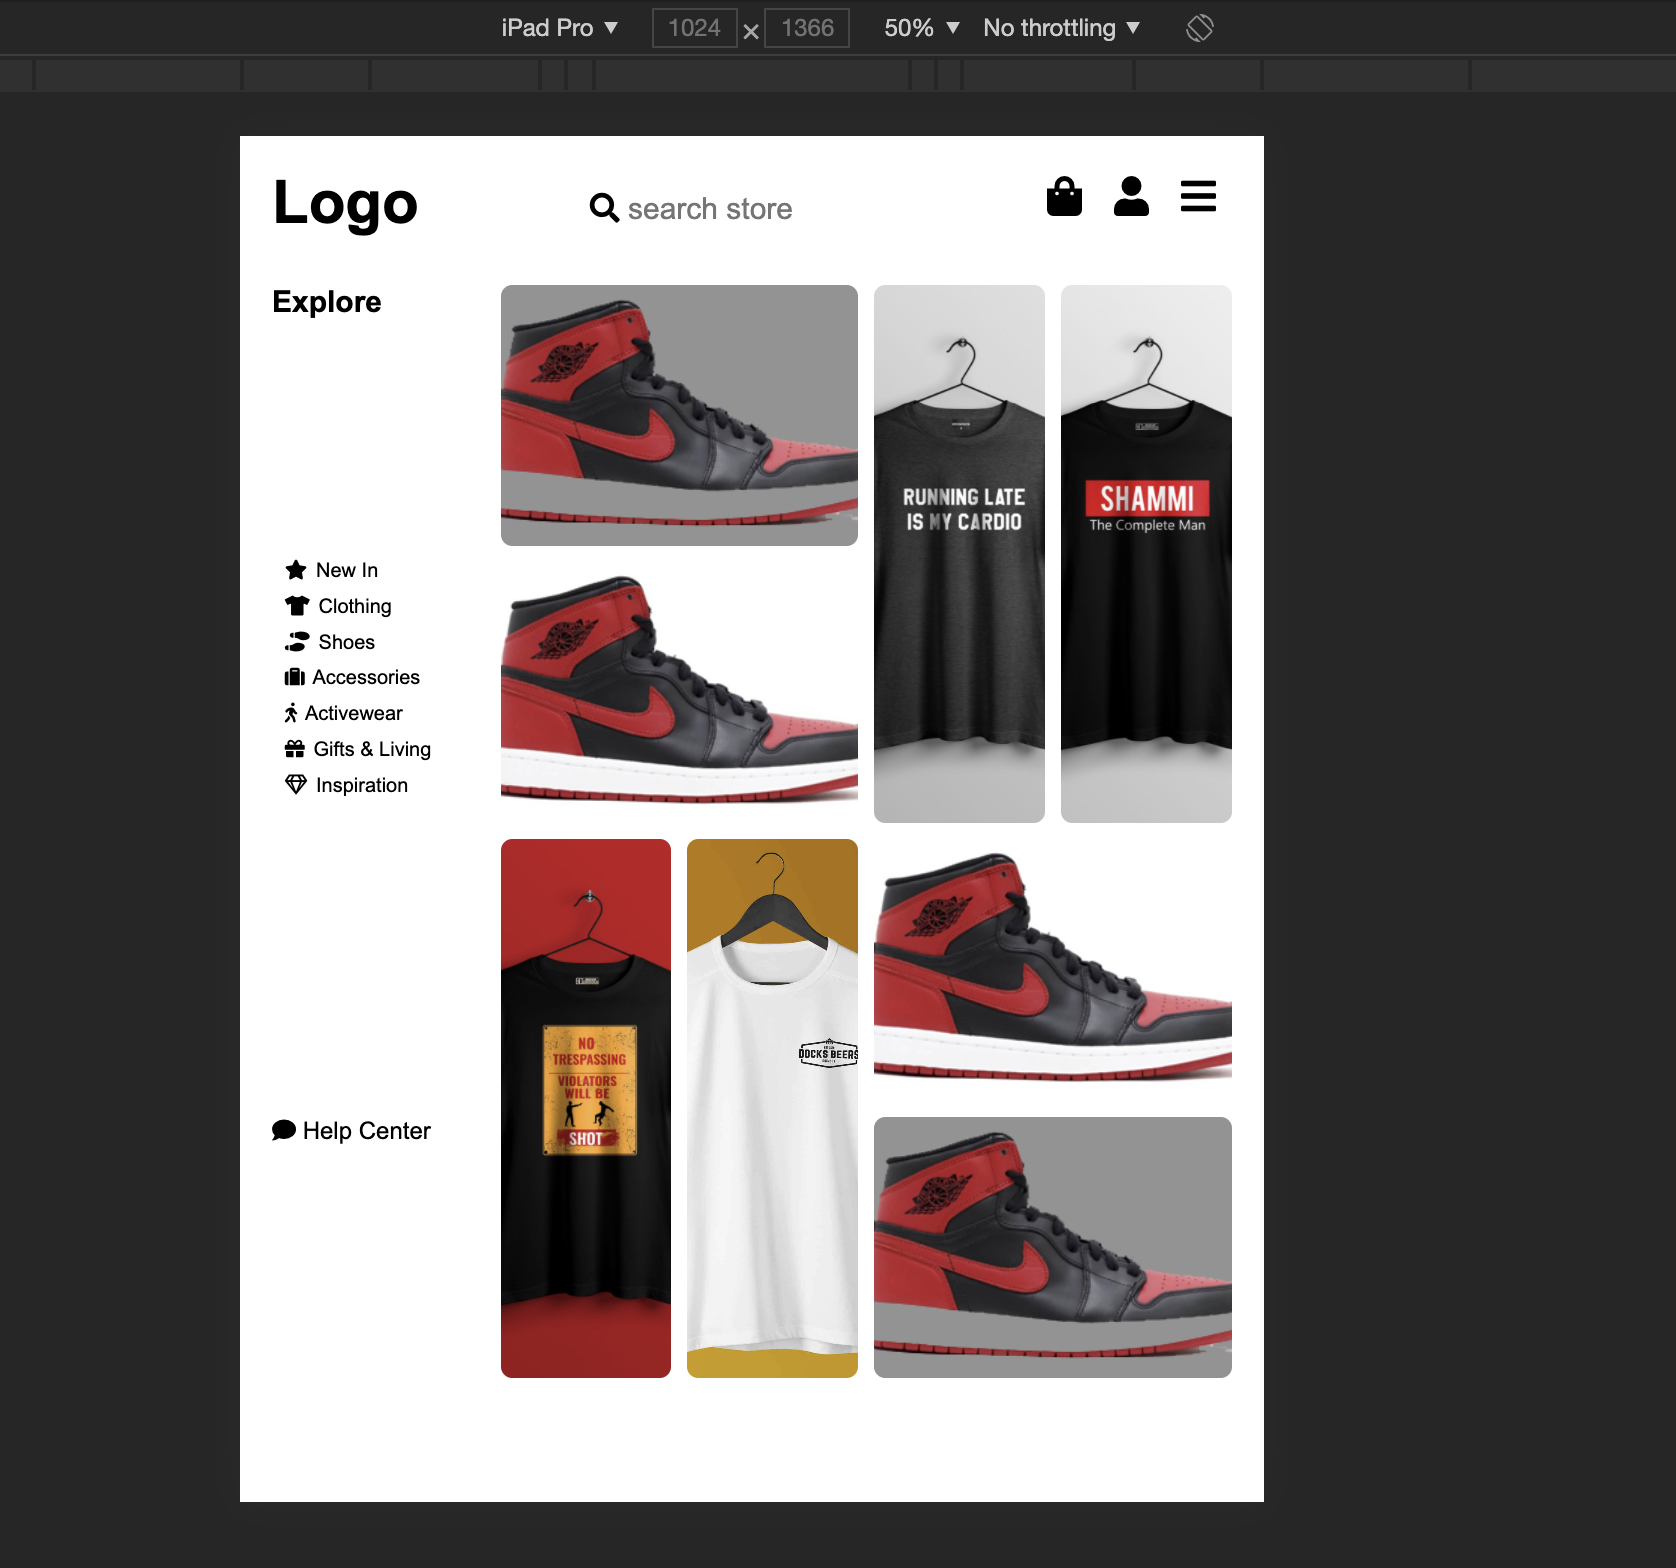 iPad Pro ▼ 1024 × 1366 50% ▼ No throttling ▼
Logo
search store
Explore
RUNNING LATE
IS MY CARDIO
SHAMMI
The Complete Man
New In
Clothing
Shoes
Accessories
Activewear
Gifts & Living
Inspiration
NO
TRESPASSING
VIOLATORS
WILL BE
SHOT
DOCKS BEERS
Help Center